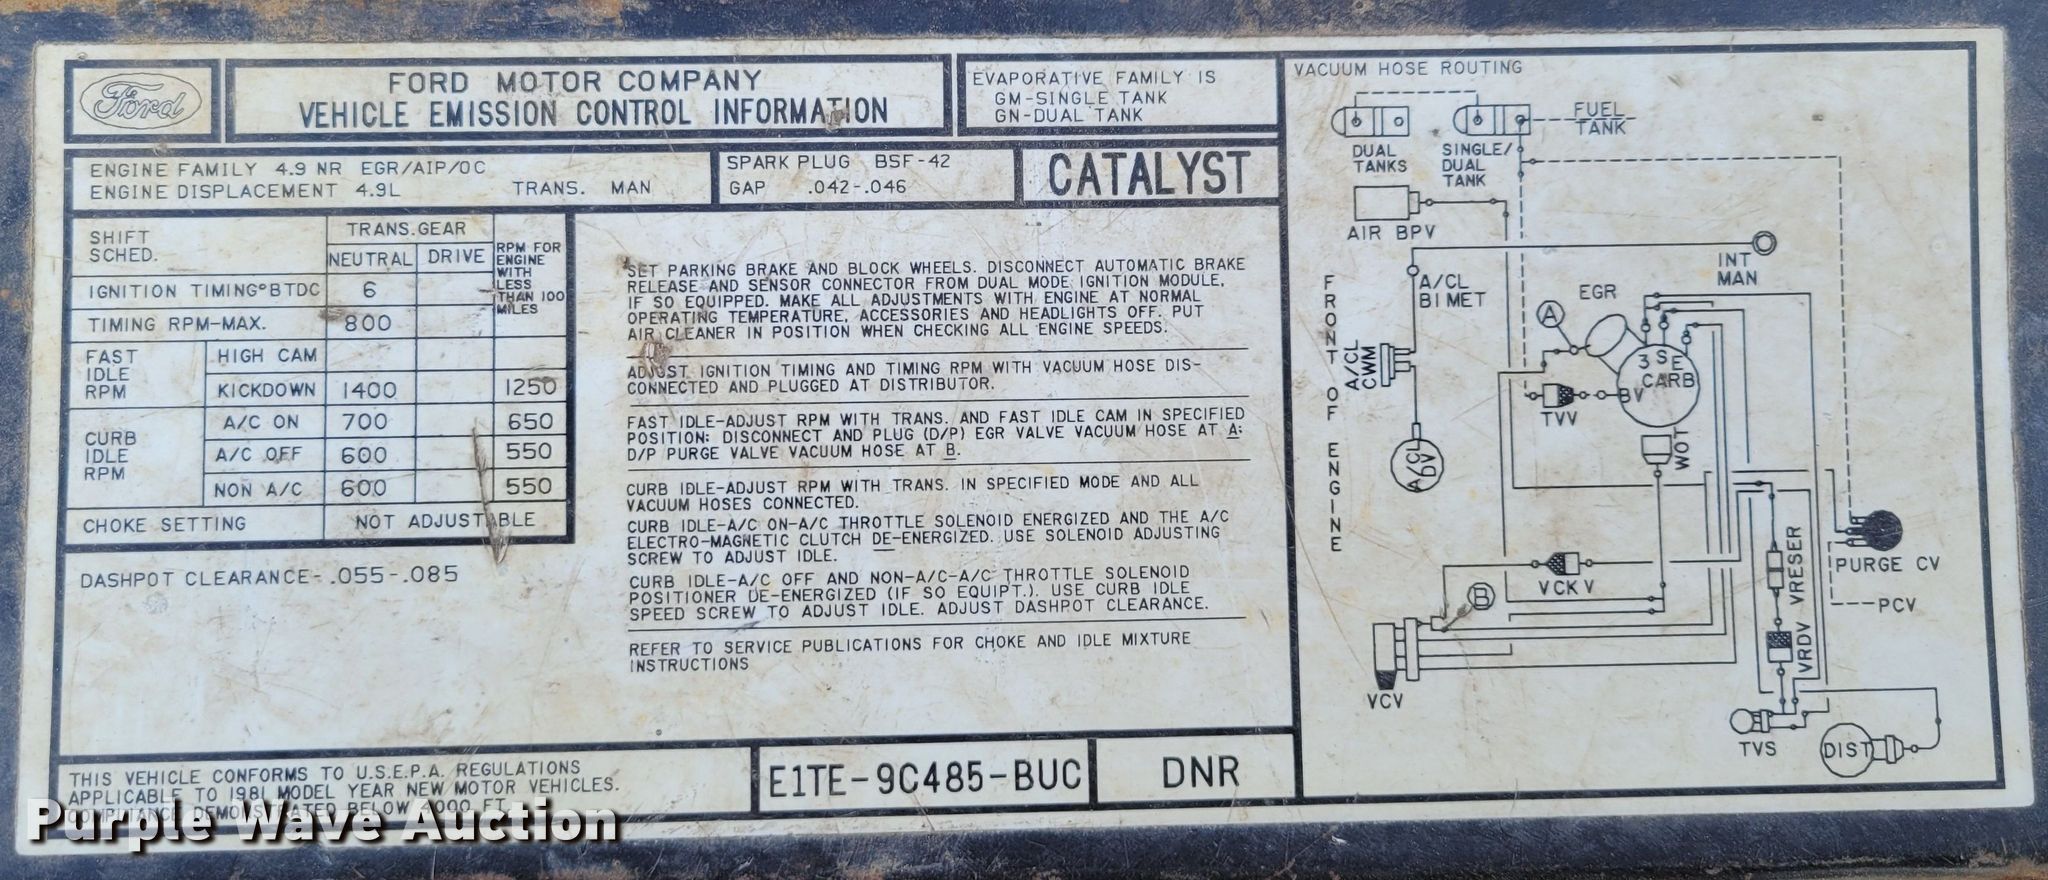 Ford
FORD MOTOR COMPANY
VEHICLE EMISSION CONTROL INFORMATION
EVAPORATIVE FAMILY IS
GM-SINGLE TANK
GN-DUAL TANK
ENGINE FAMILY 4.9 NR EGR/AIP/OC
ENGINE DISPLACEMENT 4.9L TRANS. MAN
SPARK PLUG BSF-42
GAP .042-.046
CATALYST
SHIFT SCHED.
TRANS.GEAR
NEUTRAL DRIVE
RPM FOR ENGINE WITH LESS THAN 100 MILES
IGNITION TIMING°BTDC 6
TIMING RPM-MAX. 800
FAST IDLE RPM
HIGH CAM
KICKDOWN 1400 1250
CURB IDLE RPM
A/C ON 700 650
A/C OFF 600 550
NON A/C 600 550
CHOKE SETTING NOT ADJUSTABLE
DASHPOT CLEARANCE-.055-.085
SET PARKING BRAKE AND BLOCK WHEELS. DISCONNECT AUTOMATIC BRAKE
RELEASE AND SENSOR CONNECTOR FROM DUAL MODE IGNITION MODULE,
IF SO EQUIPPED. MAKE ALL ADJUSTMENTS WITH ENGINE AT NORMAL
OPERATING TEMPERATURE, ACCESSORIES AND HEADLIGHTS OFF. PUT
AIR CLEANER IN POSITION WHEN CHECKING ALL ENGINE SPEEDS.
ADJUST IGNITION TIMING AND TIMING RPM WITH VACUUM HOSE DIS-
CONNECTED AND PLUGGED AT DISTRIBUTOR.
FAST IDLE-ADJUST RPM WITH TRANS. AND FAST IDLE CAM IN SPECIFIED
POSITION: DISCONNECT AND PLUG (D/P) EGR VALVE VACUUM HOSE AT A;
D/P PURGE VALVE VACUUM HOSE AT B.
CURB IDLE-ADJUST RPM WITH TRANS. IN SPECIFIED MODE AND ALL
VACUUM HOSES CONNECTED.
CURB IDLE-A/C ON-A/C THROTTLE SOLENOID ENERGIZED AND THE A/C
ELECTRO-MAGNETIC CLUTCH DE-ENERGIZED. USE SOLENOID ADJUSTING
SCREW TO ADJUST IDLE.
CURB IDLE-A/C OFF AND NON-A/C-A/C THROTTLE SOLENOID
POSITIONER DE-ENERGIZED (IF SO EQUIPT.). USE CURB IDLE
SPEED SCREW TO ADJUST IDLE. ADJUST DASHPOT CLEARANCE.
REFER TO SERVICE PUBLICATIONS FOR CHOKE AND IDLE MIXTURE
INSTRUCTIONS
THIS VEHICLE CONFORMS TO U.S.E.P.A. REGULATIONS
APPLICABLE TO 1981 MODEL YEAR NEW MOTOR VEHICLES.
COMPLIANCE DEMONSTRATED BELOW 4000 FT.
E1TE-9C485-BUC
DNR
VACUUM HOSE ROUTING
DUAL TANKS
SINGLE/ DUAL TANK
FUEL TANK
AIR BPV
INT MAN
A/CL BI MET
FRONT OF ENGINE
A/CL CWM
A
EGR
3 S E
CARB
BV
TVV
WOT
A/CL DV
VCK V
VRESER
PURGE CV
PCV
B
VCV
VRDV
TVS
DIST
Purple Wave Auction